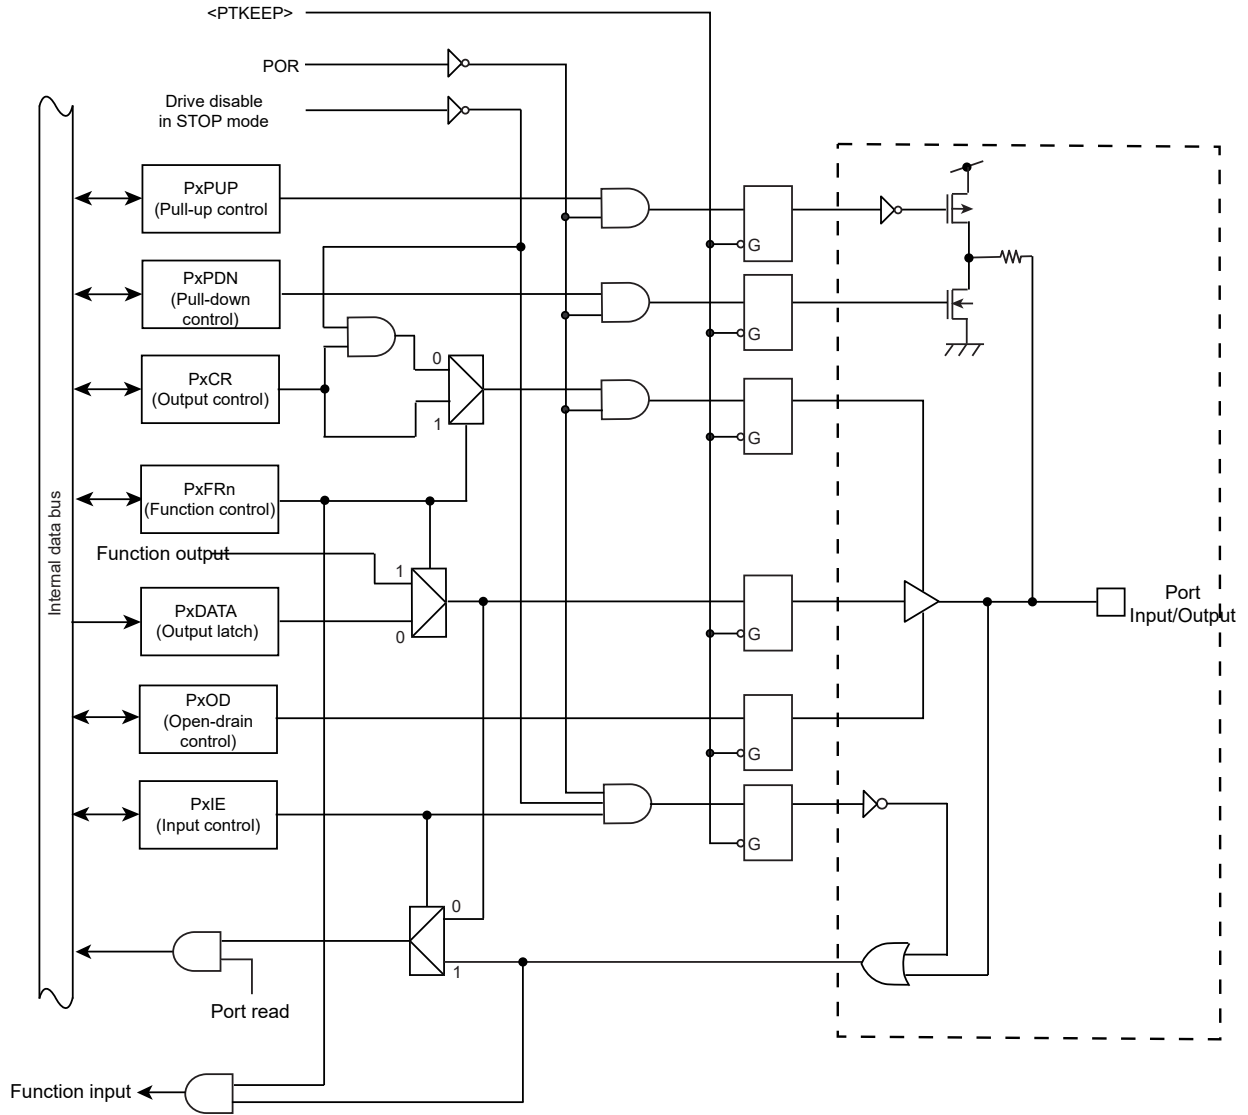 <PTKEEP>
POR
Drive disable
in STOP mode
PxPUP
(Pull-up control
G
PxPDN
(Pull-down
control)
G
PxCR
(Output control)
0
1
G
PxFRn
(Function control)
Internal data bus
Function output
1
PxDATA
(Output latch)
0
G
Port
Input/Output
PxOD
(Open-drain
control)
G
PxIE
(Input control)
G
0
1
Port read
Function input